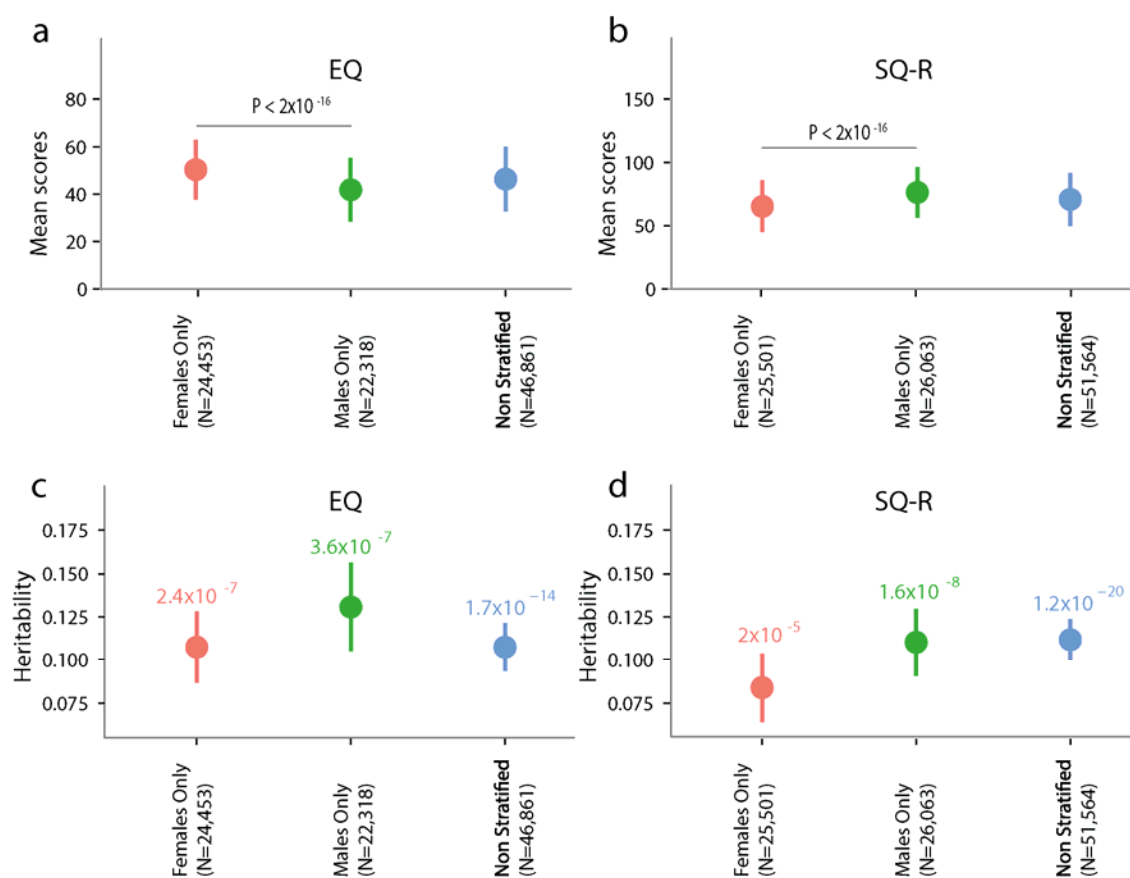 a
EQ
80
60
40
20
0
Mean scores
P < 2x10 -16
Females Only
(N=24,453)
Males Only
(N=22,318)
Non Stratified
(N=46,861)
b
SQ-R
150
100
50
0
Mean scores
P < 2x10 -16
Females Only
(N=25,501)
Males Only
(N=26,063)
Non Stratified
(N=51,564)
c
EQ
0.175
0.150
0.125
0.100
0.075
Heritability
2.4x10 -7
3.6x10 -7
1.7x10 -14
Females Only
(N=24,453)
Males Only
(N=22,318)
Non Stratified
(N=46,861)
d
SQ-R
0.175
0.150
0.125
0.100
0.075
Heritability
2x10 -5
1.6x10 -8
1.2x10 -20
Females Only
(N=25,501)
Males Only
(N=26,063)
Non Stratified
(N=51,564)